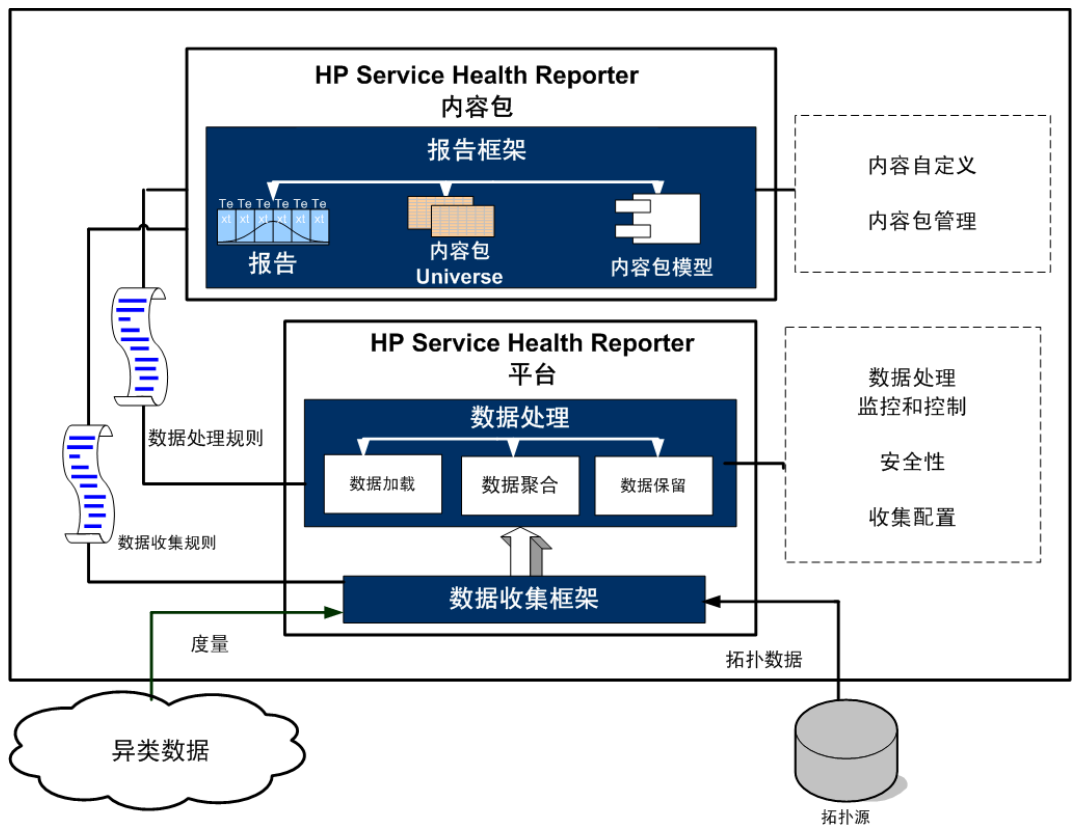 HP Service Health Reporter
内容包
报告框架
Te Te Te Te Te Te
xt xt xt xt xt xt
报告
内容包
Universe
内容包模型
内容自定义
内容包管理
HP Service Health Reporter
平台
数据处理
数据加载
数据聚合
数据保留
数据处理
监控和控制
安全性
收集配置
数据处理规则
数据收集规则
数据收集框架
度量
拓扑数据
异类数据
拓扑源